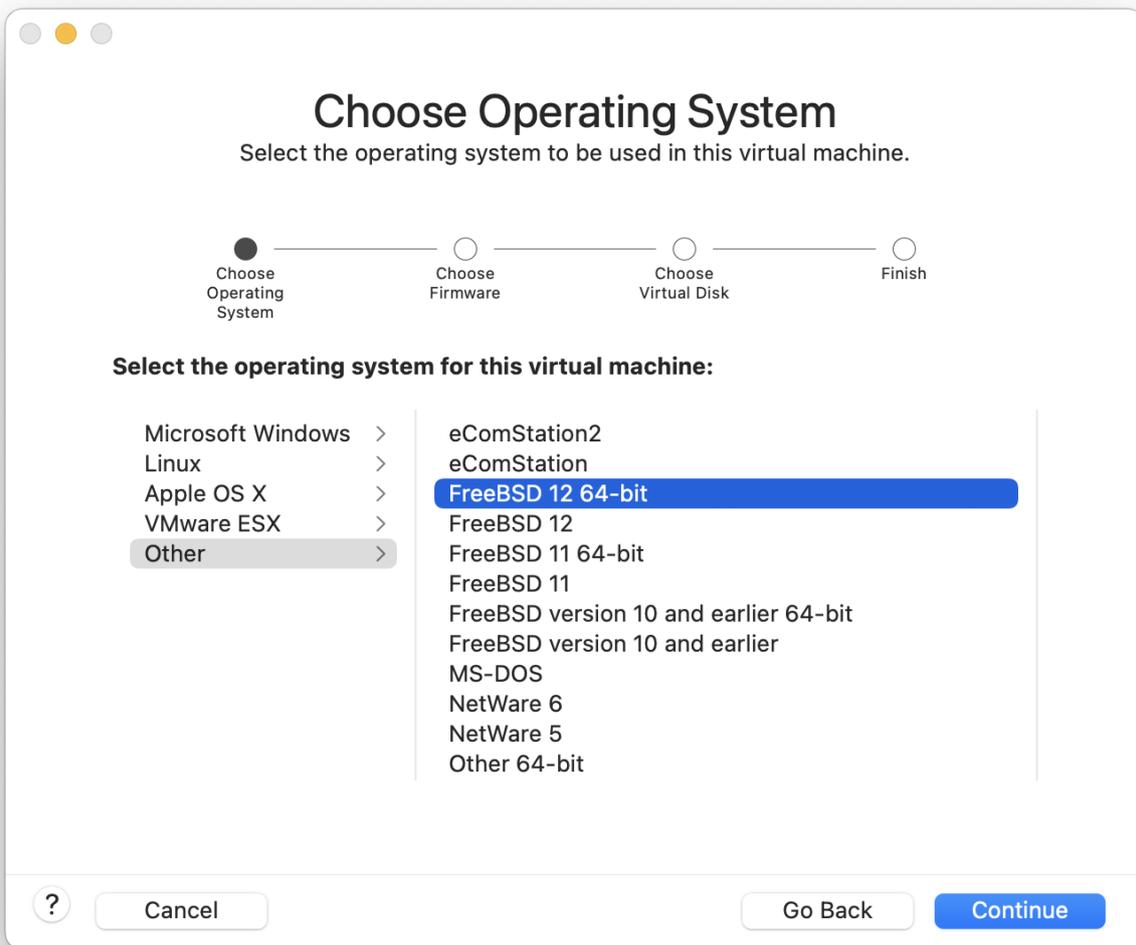 Choose Operating System
Select the operating system to be used in this virtual machine.
Choose
Operating
System
Choose
Firmware
Choose
Virtual Disk
Finish
Select the operating system for this virtual machine:
Microsoft Windows
Linux
Apple OS X
VMware ESX
Other
eComStation2
eComStation
FreeBSD 12 64-bit
FreeBSD 12
FreeBSD 11 64-bit
FreeBSD 11
FreeBSD version 10 and earlier 64-bit
FreeBSD version 10 and earlier
MS-DOS
NetWare 6
NetWare 5
Other 64-bit
?
Cancel
Go Back
Continue